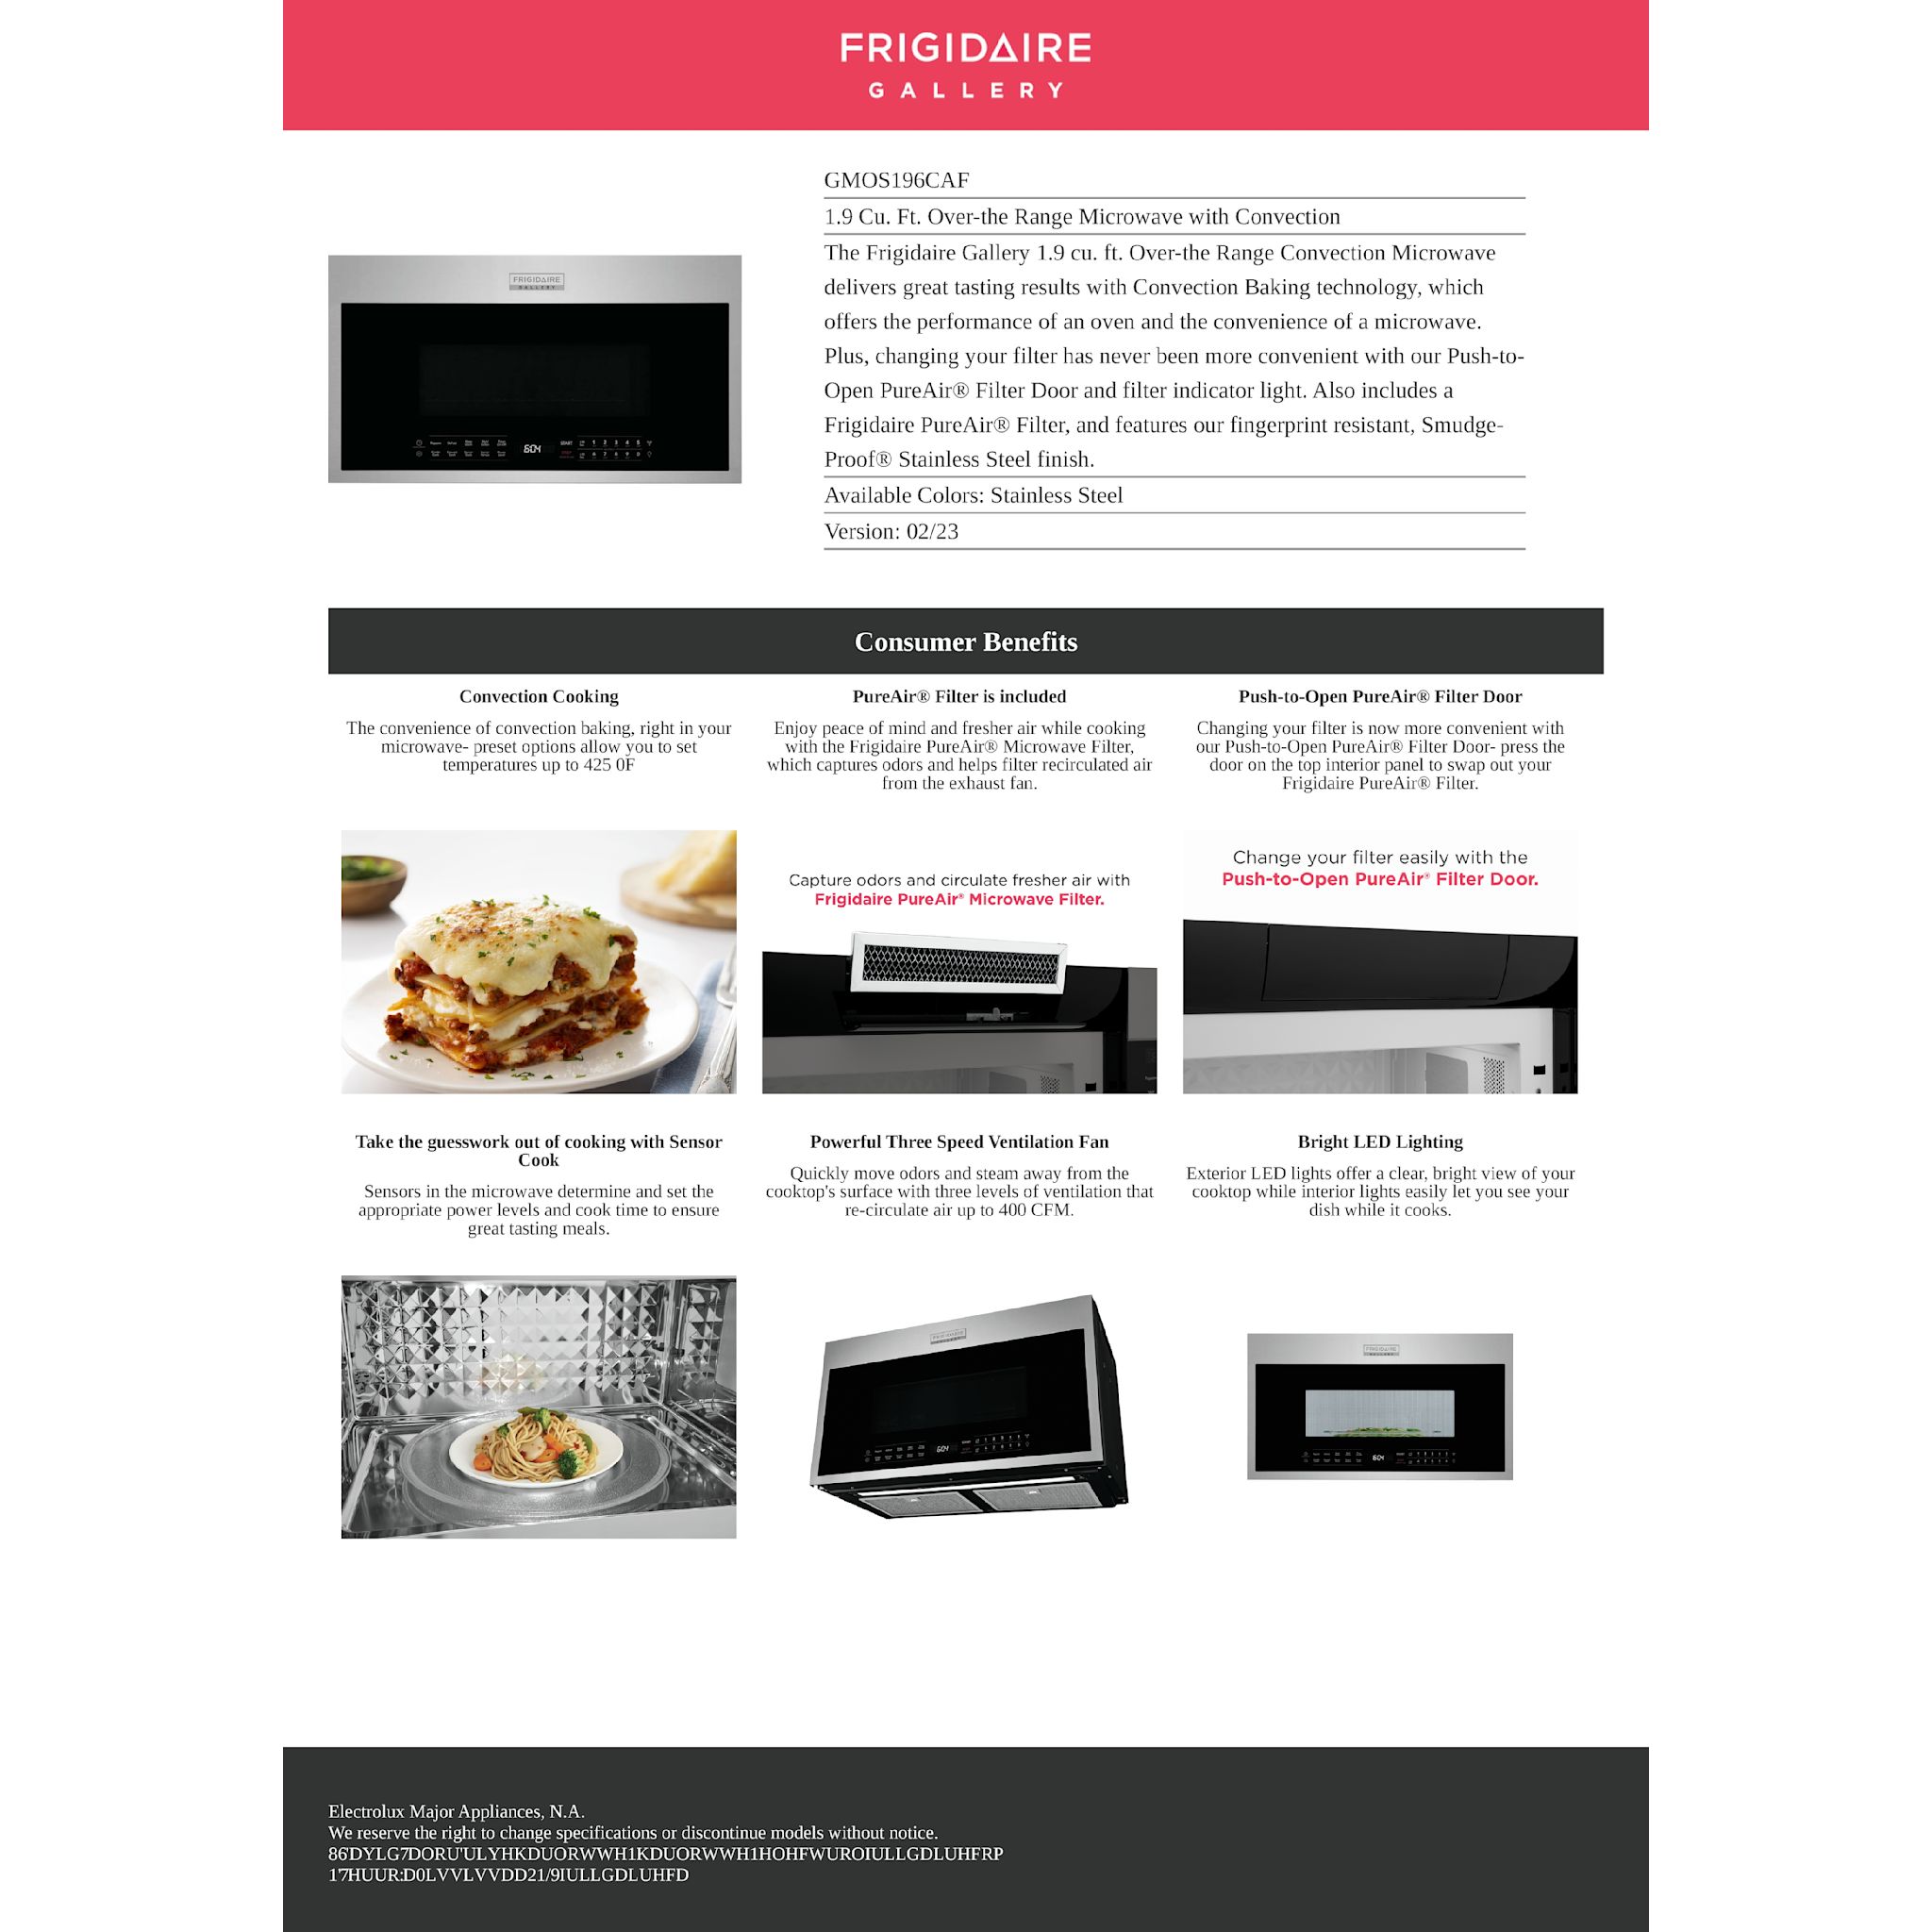 FRIGIDAIRE
GALLERY
GMOS196CAF
1.9 Cu. Ft. Over-the Range Microwave with Convection
The Frigidaire Gallery 1.9 cu. ft. Over-the Range Convection Microwave
delivers great tasting results with Convection Baking technology, which
offers the performance of an oven and the convenience of a microwave.
Plus, changing your filter has never been more convenient with our Push-to-
Open PureAir® Filter Door and filter indicator light. Also includes a
Frigidaire PureAir® Filter, and features our fingerprint resistant, Smudge-
Proof® Stainless Steel finish.
Available Colors: Stainless Steel
Version: 02/23
FRIGIDAIRE
GALLERY
604
START
Consumer Benefits
Convection Cooking
The convenience of convection baking, right in your
microwave- preset options allow you to set
temperatures up to 425 0F
PureAir® Filter is included
Enjoy peace of mind and fresher air while cooking
with the Frigidaire PureAir® Microwave Filter,
which captures odors and helps filter recirculated air
from the exhaust fan.
Push-to-Open PureAir® Filter Door
Changing your filter is now more convenient with
our Push-to-Open PureAir® Filter Door- press the
door on the top interior panel to swap out your
Frigidaire PureAir® Filter.
Capture odors and circulate fresher air with
Frigidaire PureAir® Microwave Filter.
Change your filter easily with the
Push-to-Open PureAir® Filter Door.
Take the guesswork out of cooking with Sensor
Cook
Sensors in the microwave determine and set the
appropriate power levels and cook time to ensure
great tasting meals.
Powerful Three Speed Ventilation Fan
Quickly move odors and steam away from the
cooktop's surface with three levels of ventilation that
re-circulate air up to 400 CFM.
Bright LED Lighting
Exterior LED lights offer a clear, bright view of your
cooktop while interior lights easily let you see your
dish while it cooks.
FRIGIDAIRE
604
FRIGIDAIRE
604
Electrolux Major Appliances, N.A.
We reserve the right to change specifications or discontinue models without notice.
86'DYLG7DORU'ULYHKDUORWWH1KDUORWWH1HOHFWUROIULLGDLUHFRP
17HUUR:D0LVVLVVDD21/9IULLGDLUHFD